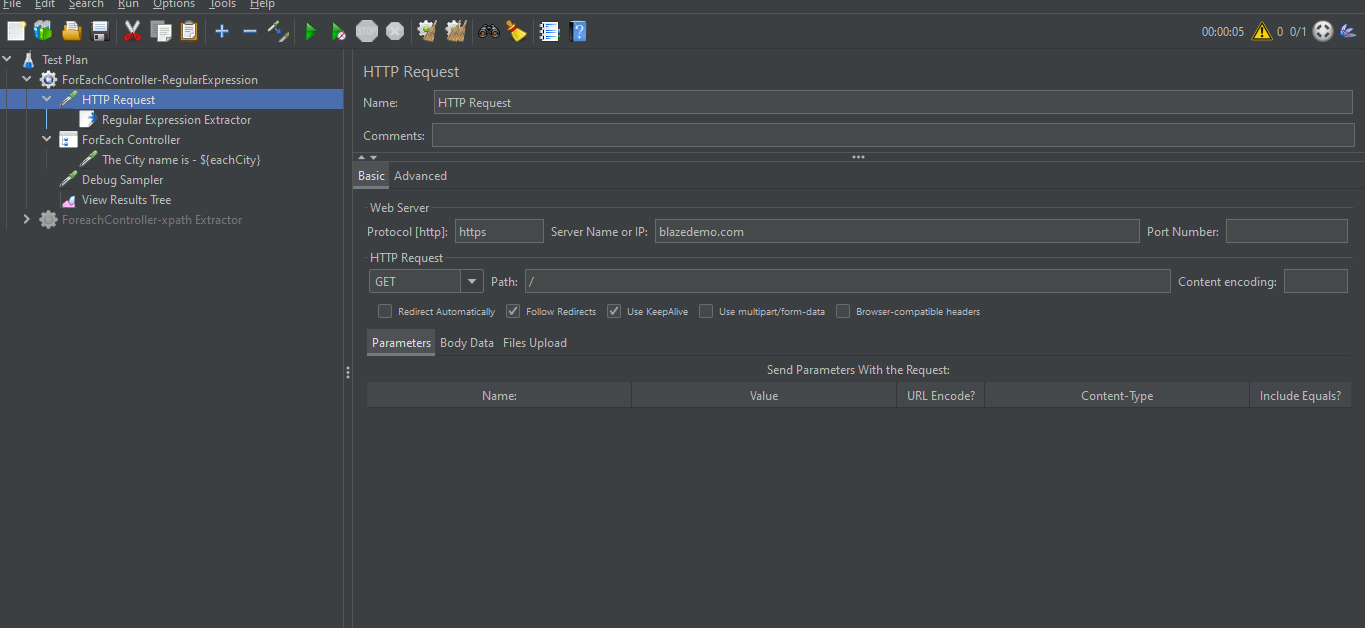 File Edit Search Run Options Tools Help
STOP
00:00:05 0 0/1
Test Plan
ForEachController-RegularExpression
HTTP Request
Regular Expression Extractor
ForEach Controller
The City name is - ${eachCity}
Debug Sampler
View Results Tree
ForeachController-xpath Extractor
HTTP Request
Name: HTTP Request
Comments:
Basic Advanced
Web Server
Protocol [http]: https Server Name or IP: blazedemo.com Port Number:
HTTP Request
GET Path: / Content encoding:
Redirect Automatically Follow Redirects Use KeepAlive Use multipart/form-data Browser-compatible headers
Parameters Body Data Files Upload
Send Parameters With the Request:
Name: Value URL Encode? Content-Type Include Equals?